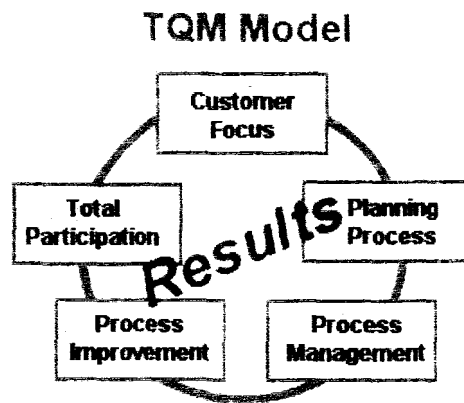 TQM Model
Customer
Focus
Total
Participation
Results
Planning
Process
Process
Improvement
Process
Management